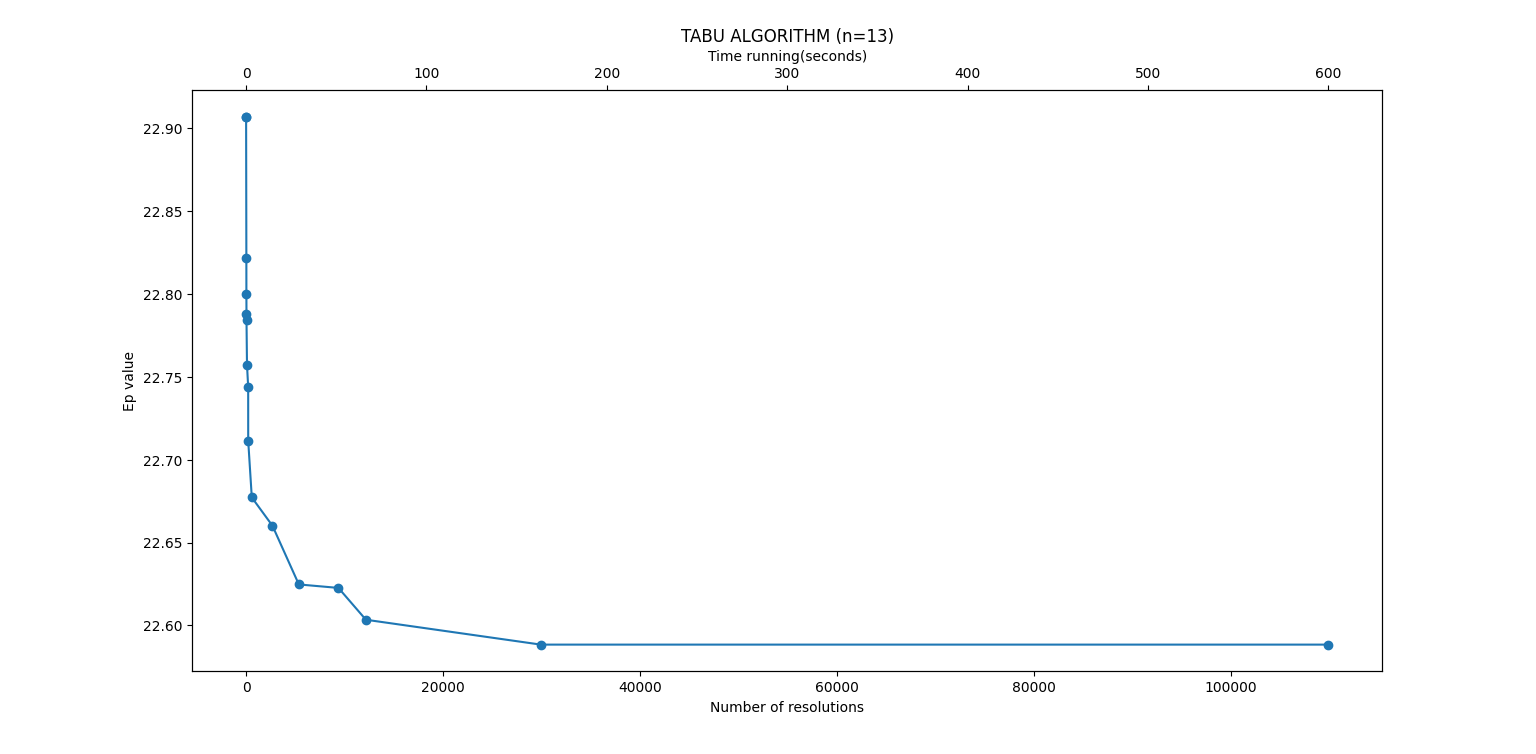 TABU ALGORITHM (n=13)
Time running(seconds)
0 100 200 300 400 500 600
22.90
22.85
22.80
22.75
22.70
22.65
22.60
Ep value
0 20000 40000 60000 80000 100000
Number of resolutions